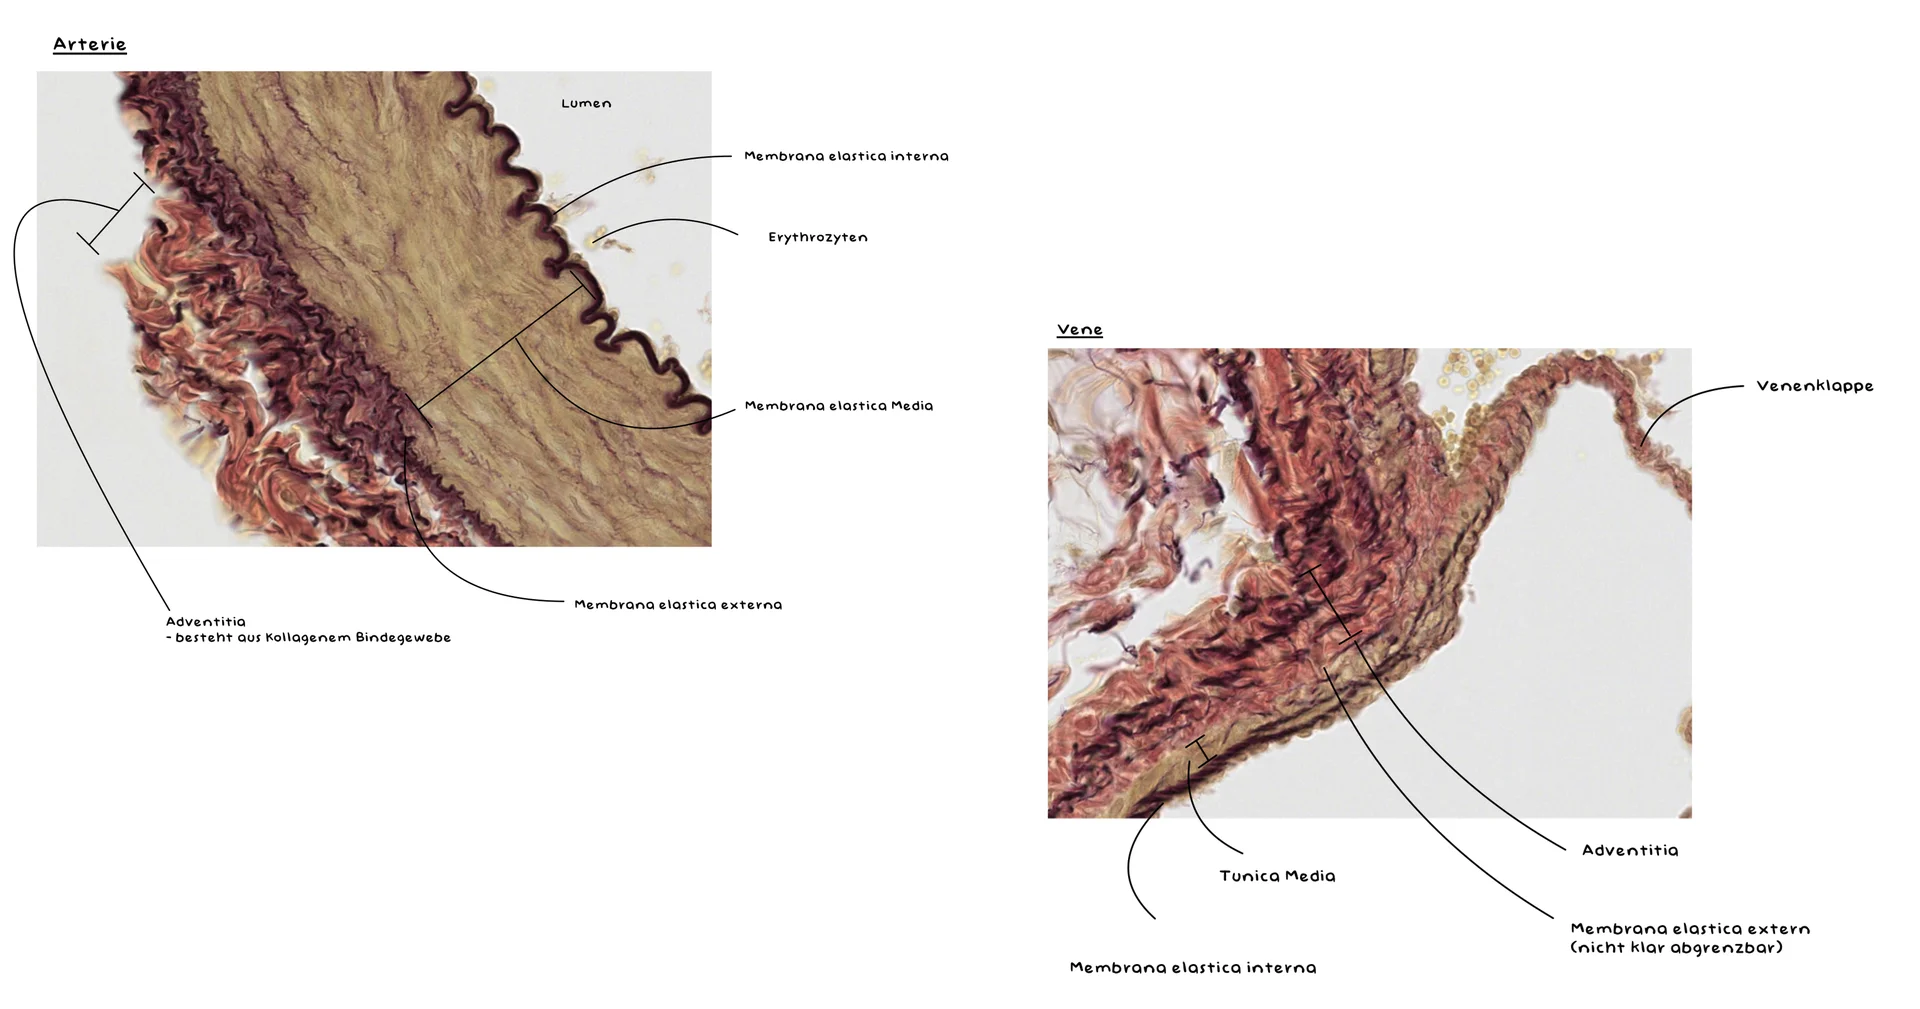 Arterie
Lumen
Membrana elastica interna
Erythrozyten
Membrana elastica Media
Membrana elastica externa
Adventitia
- besteht aus Kollagenem Bindegewebe
Vene
Venenklappe
Adventitia
Tunica Media
Membrana elastica extern
(nicht klar abgrenzbar)
Membrana elastica interna